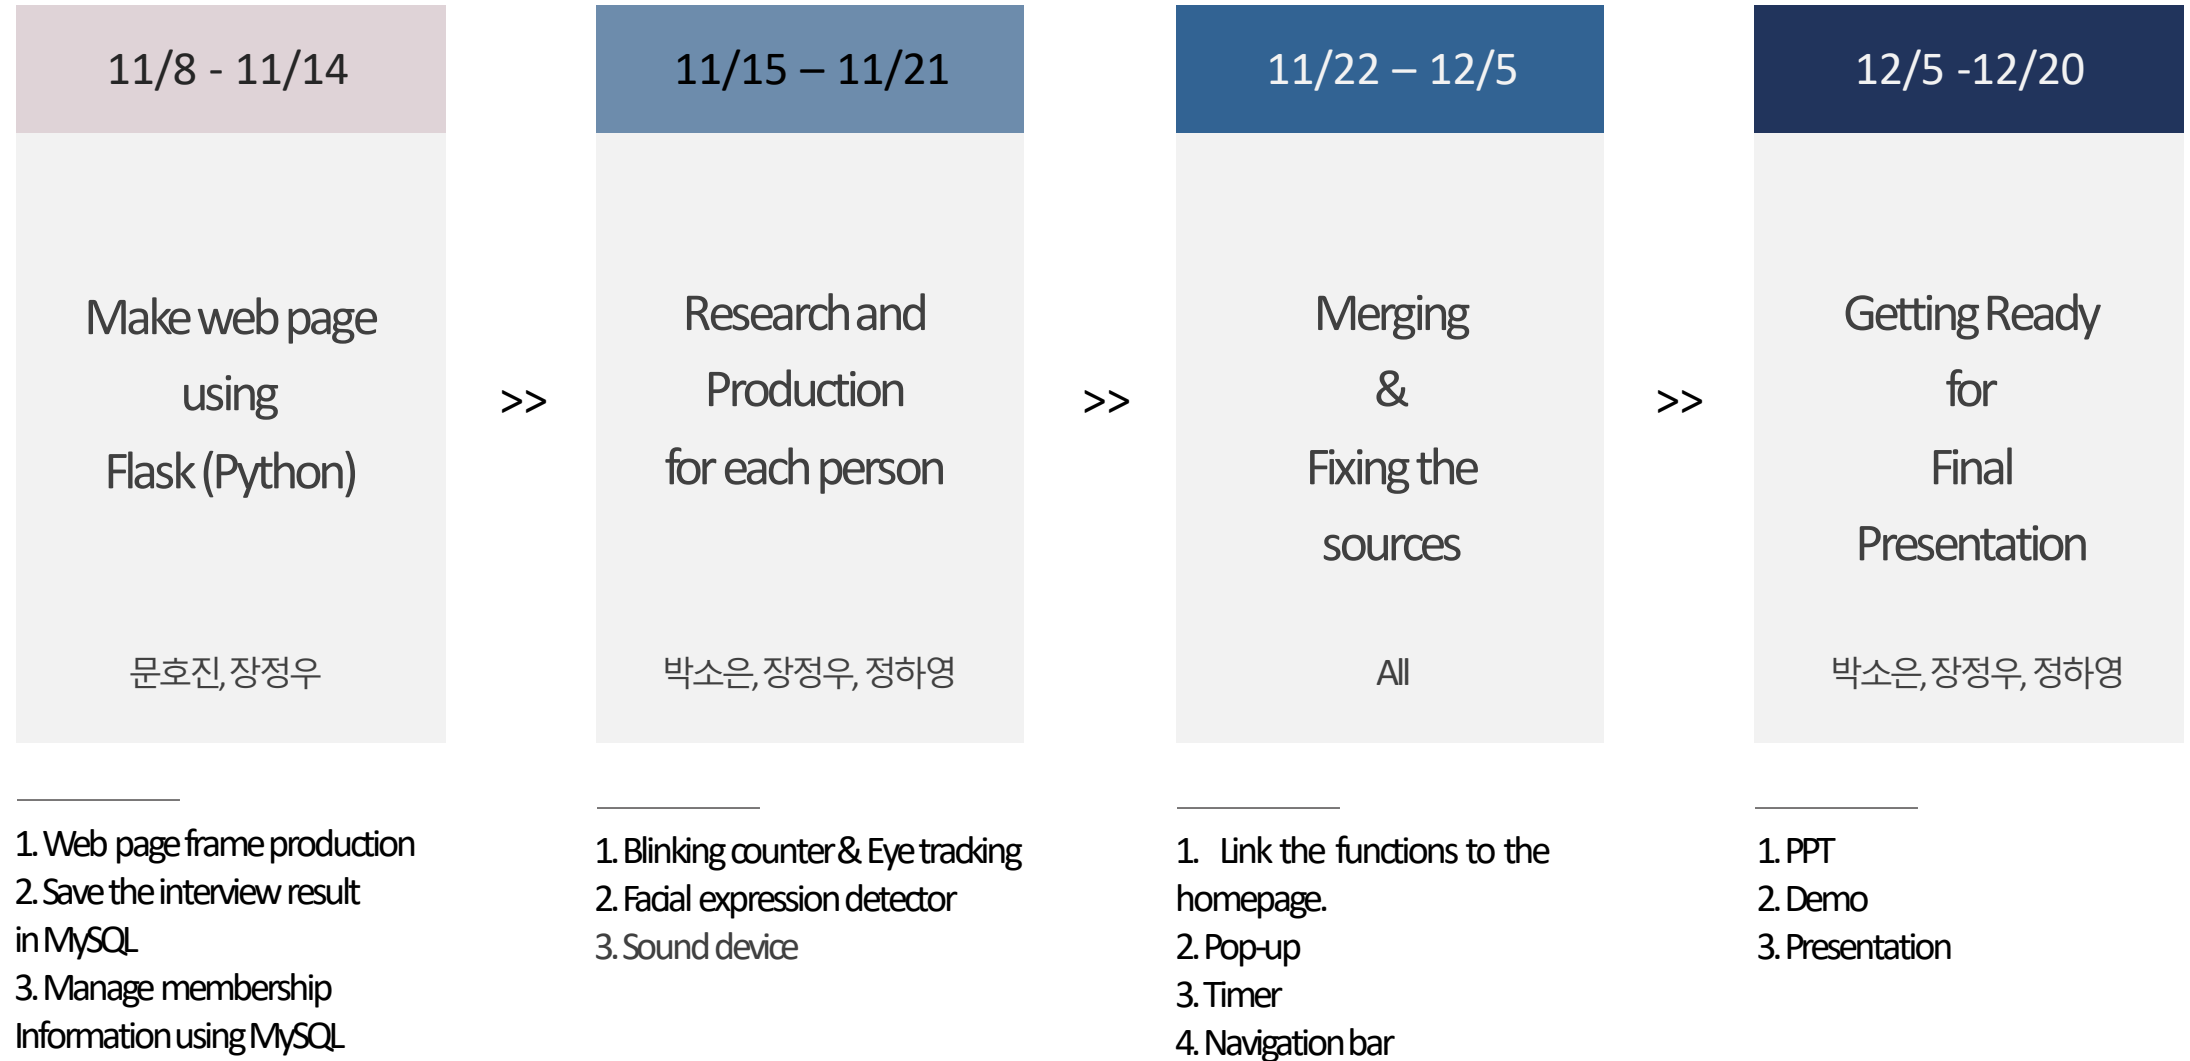 11/8 - 11/14
Make web page
using
Flask (Python)
문호진, 장정우
1. Web page frame production
2. Save the interview result
in MySQL
3. Manage membership
Information using MySQL
>>
11/15 – 11/21
Research and
Production
for each person
박소은, 장정우, 정하영
1. Blinking counter & Eye tracking
2. Facial expression detector
3. Sound device
>>
11/22 – 12/5
Merging
&
Fixing the
sources
All
1. Link the functions to the
homepage.
2. Pop-up
3. Timer
4. Navigation bar
>>
12/5 -12/20
Getting Ready
for
Final
Presentation
박소은, 장정우, 정하영
1. PPT
2. Demo
3. Presentation